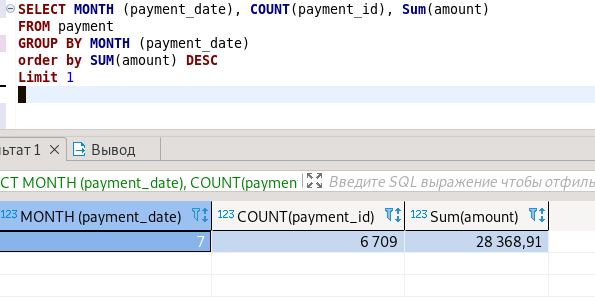 SELECT MONTH (payment_date), COUNT(payment_id), Sum(amount)
FROM payment
GROUP BY MONTH (payment_date)
order by SUM(amount) DESC
Limit 1
льтат 1 Вывод
CT MONTH (payment_date), COUNT(paymen Введите SQL выражение чтобы отфиль
123 MONTH (payment_date) 123 COUNT(payment_id) 123 Sum(amount)
7 6 709 28 368,91